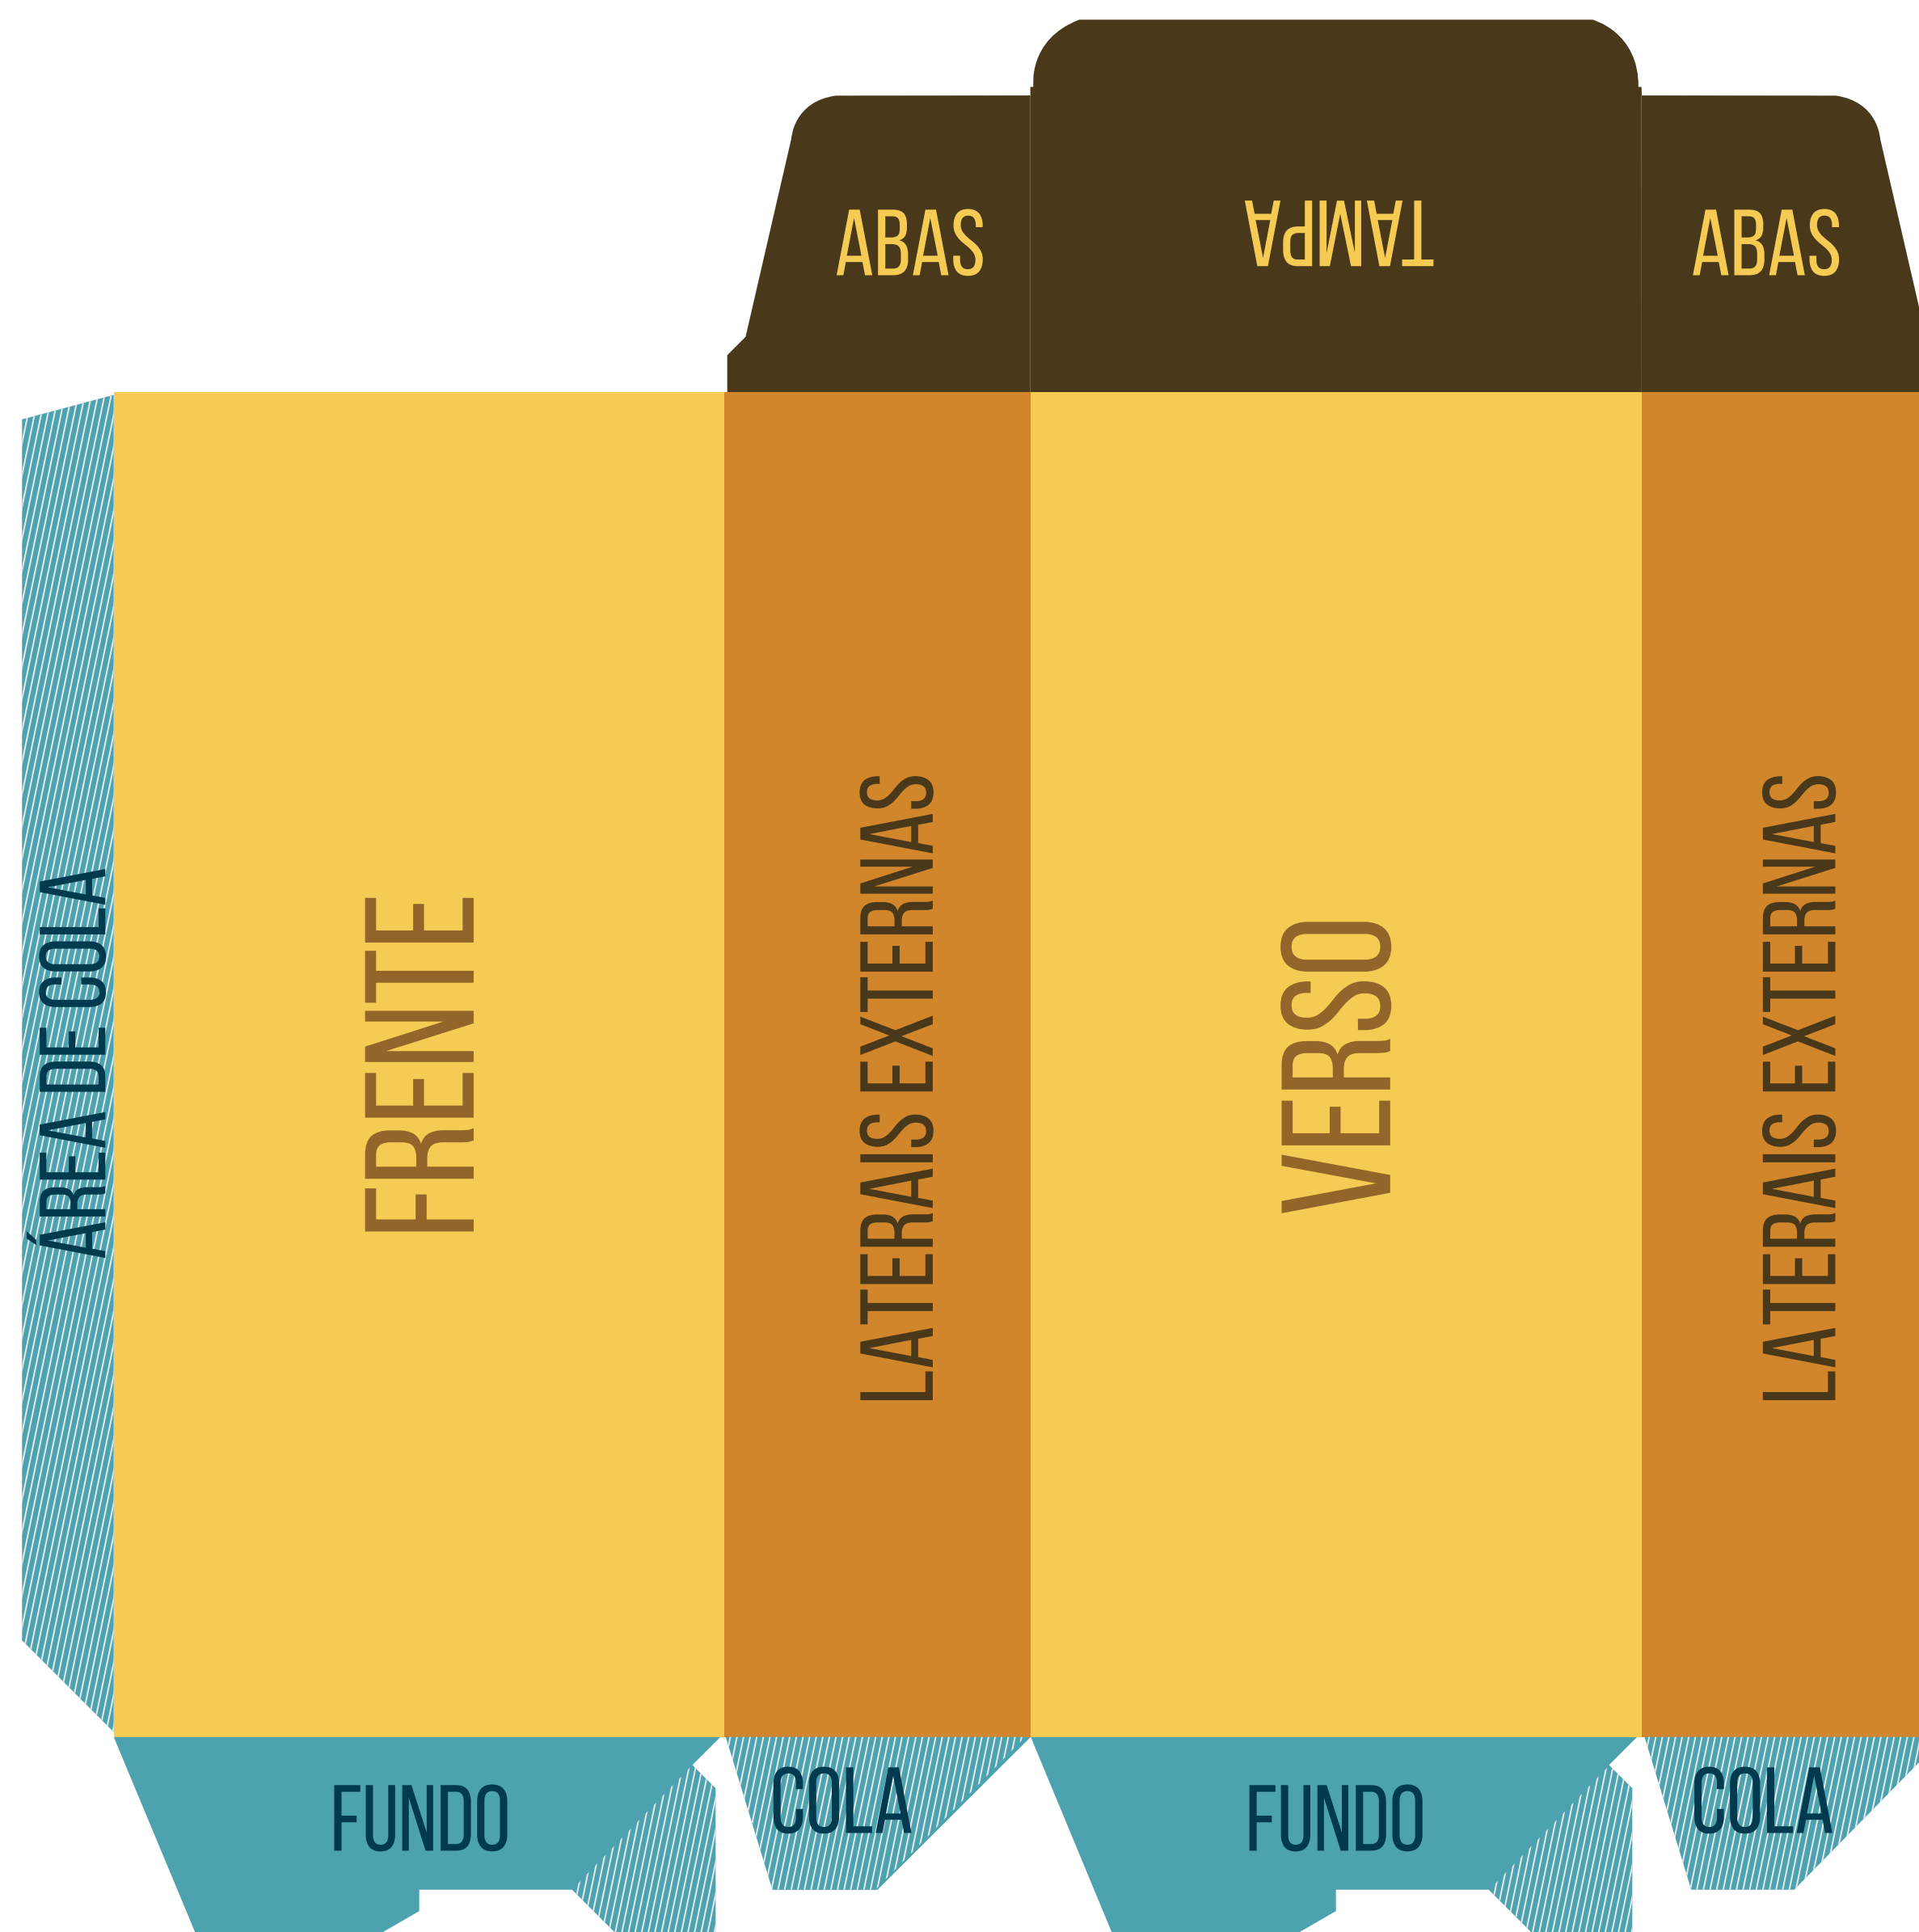 ABAS
TAMPA
ABAS
ÁREA DE COLA
FRENTE
LATERAIS EXTERNAS
VERSO
LATERAIS EXTERNAS
FUNDO
COLA
FUNDO
COLA